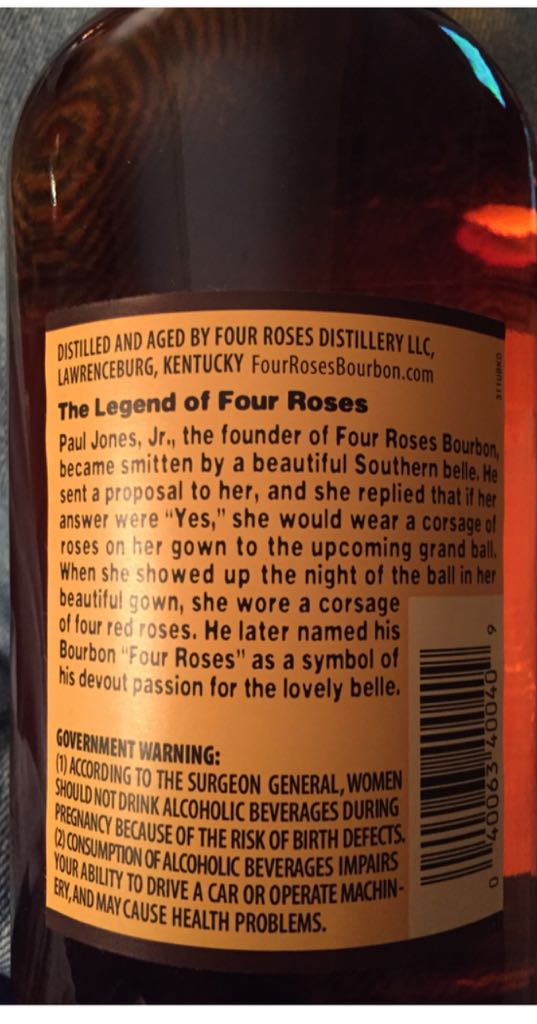 DISTILLED AND AGED BY FOUR ROSES DISTILLERY LLC,
LAWRENCEBURG, KENTUCKY FourRosesBourbon.com
The Legend of Four Roses
Paul Jones, Jr., the founder of Four Roses Bourbon,
became smitten by a beautiful Southern belle. He
sent a proposal to her, and she replied that if her
answer were “Yes,” she would wear a corsage of
roses on her gown to the upcoming grand ball.
When she showed up the night of the ball in her
beautiful gown, she wore a corsage
of four red roses. He later named his
Bourbon “Four Roses” as a symbol of
his devout passion for the lovely belle.
GOVERNMENT WARNING:
(1) ACCORDING TO THE SURGEON GENERAL, WOMEN
SHOULD NOT DRINK ALCOHOLIC BEVERAGES DURING
PREGNANCY BECAUSE OF THE RISK OF BIRTH DEFECTS.
(2) CONSUMPTION OF ALCOHOLIC BEVERAGES IMPAIRS
YOUR ABILITY TO DRIVE A CAR OR OPERATE MACHIN-
ERY, AND MAY CAUSE HEALTH PROBLEMS.
0 40063 40040 9